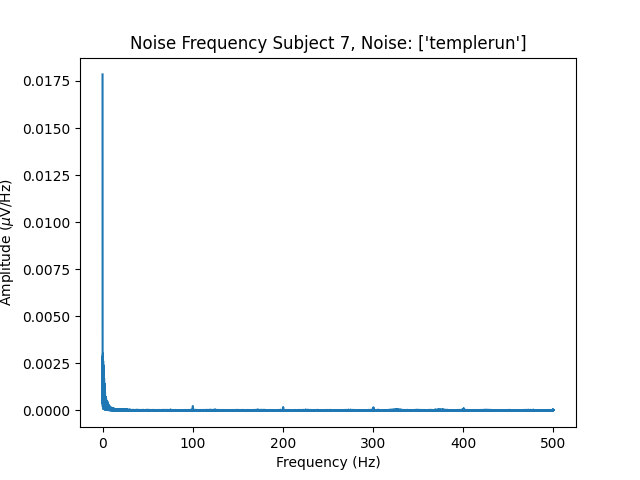 Noise Frequency Subject 7, Noise: ['templerun']
0.0175
0.0150
0.0125
0.0100
0.0075
0.0050
0.0025
0.0000
Amplitude (μV/Hz)
0 100 200 300 400 500
Frequency (Hz)